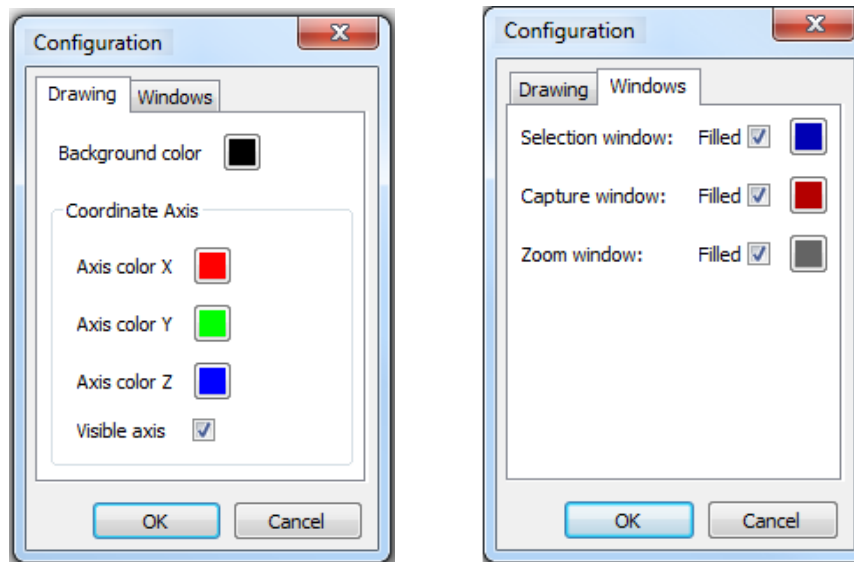 Configuration
Drawing Windows
Background color
Coordinate Axis
Axis color X
Axis color Y
Axis color Z
Visible axis
OK Cancel
Configuration
Drawing Windows
Selection window: Filled
Capture window: Filled
Zoom window: Filled
OK Cancel